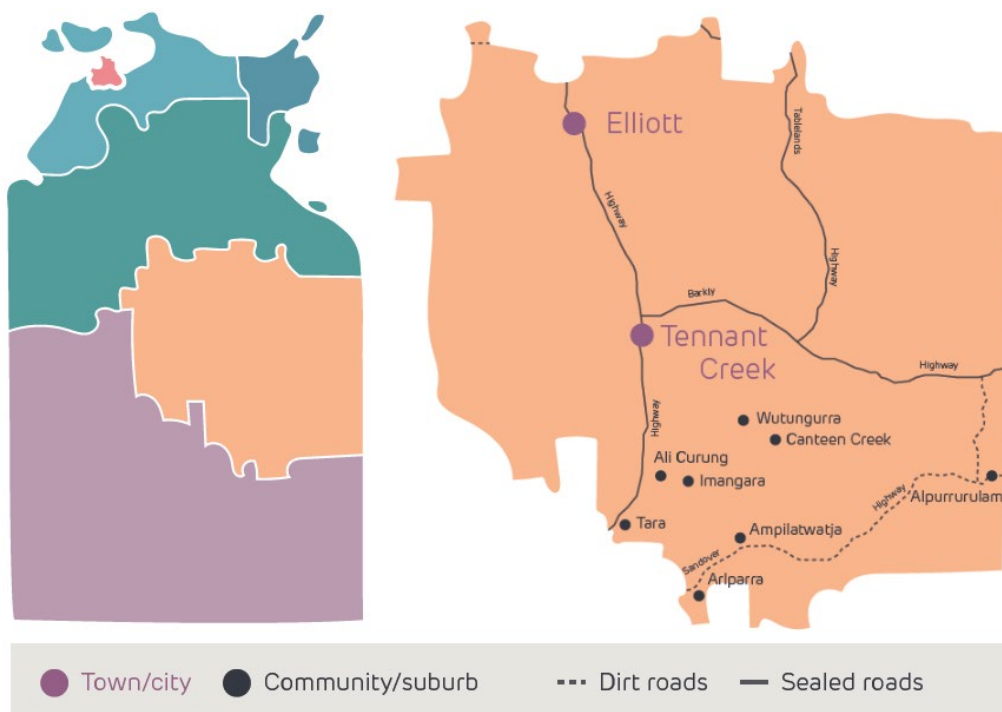 Elliott
Tablelands
Highway
Highway
Barkly
Tennant
Creek
Highway
Highway
Wutungurra
Canteen Creek
Ali Curung
Imangara
Highway
Alpurrurulam
Tara
Ampilatwatja
Sandover
Arlparra
Town/city
Community/suburb
Dirt roads
Sealed roads